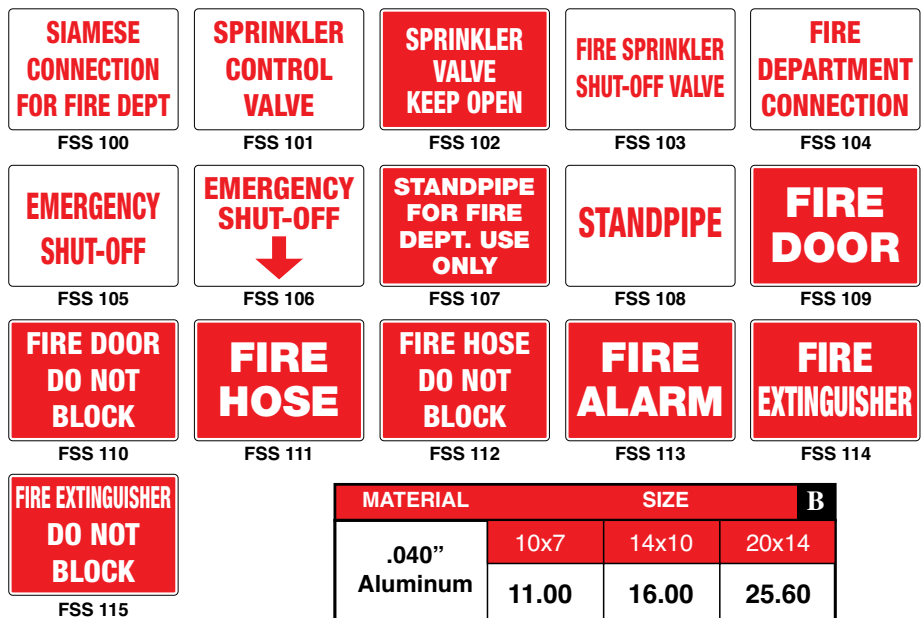 SIAMESE
CONNECTION
FOR FIRE DEPT
FSS 100
SPRINKLER
CONTROL
VALVE
FSS 101
SPRINKLER
VALVE
KEEP OPEN
FSS 102
FIRE SPRINKLER
SHUT-OFF VALVE
FSS 103
FIRE
DEPARTMENT
CONNECTION
FSS 104
EMERGENCY
SHUT-OFF
FSS 105
EMERGENCY
SHUT-OFF
FSS 106
STANDPIPE
FOR FIRE
DEPT. USE
ONLY
FSS 107
STANDPIPE
FSS 108
FIRE
DOOR
FSS 109
FIRE DOOR
DO NOT
BLOCK
FSS 110
FIRE
HOSE
FSS 111
FIRE HOSE
DO NOT
BLOCK
FSS 112
FIRE
ALARM
FSS 113
FIRE
EXTINGUISHER
FSS 114
FIRE EXTINGUISHER
DO NOT
BLOCK
FSS 115
MATERIAL SIZE B
.040” Aluminum
10x7 14x10 20x14
11.00 16.00 25.60